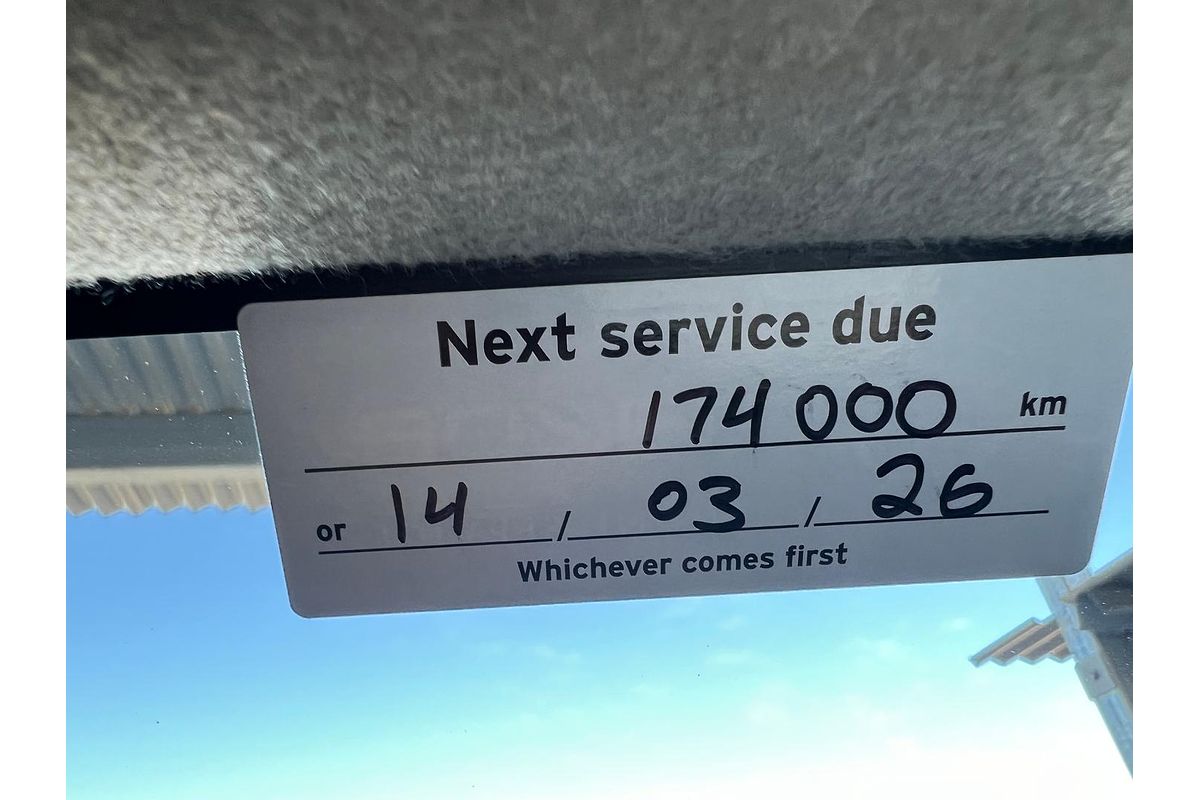 Next service due
174000 km
or 14 / 03 / 26
Whichever comes first